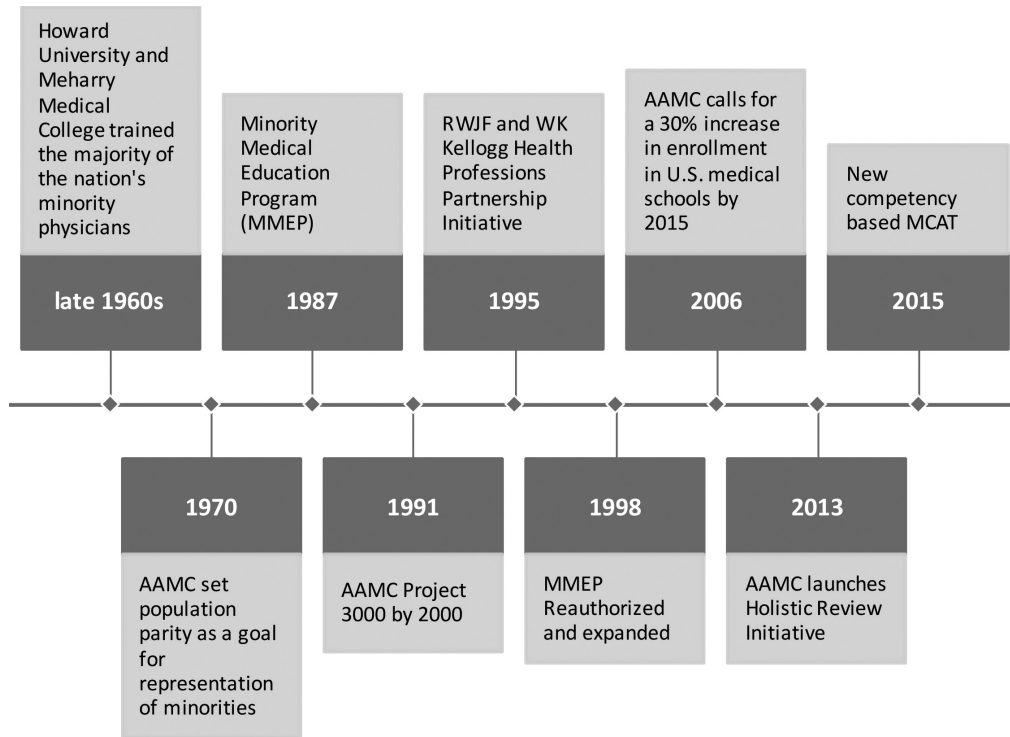 Howard
University and
Meharry
Medical
College trained
the majority of
the nation's
minority
physicians
late 1960s
1970
AAMC set
population
parity as a goal
for
representation
of minorities
Minority
Medical
Education
Program
(MMEP)
1987
1991
AAMC Project
3000 by 2000
RWJF and WK
Kellogg Health
Professions
Partnership
Initiative
1995
1998
MMEP
Reauthorized
and expanded
AAMC calls for
a 30% increase
in enrollment
in U.S. medical
schools by
2015
2006
2013
AAMC launches
Holistic Review
Initiative
New
competency
based MCAT
2015